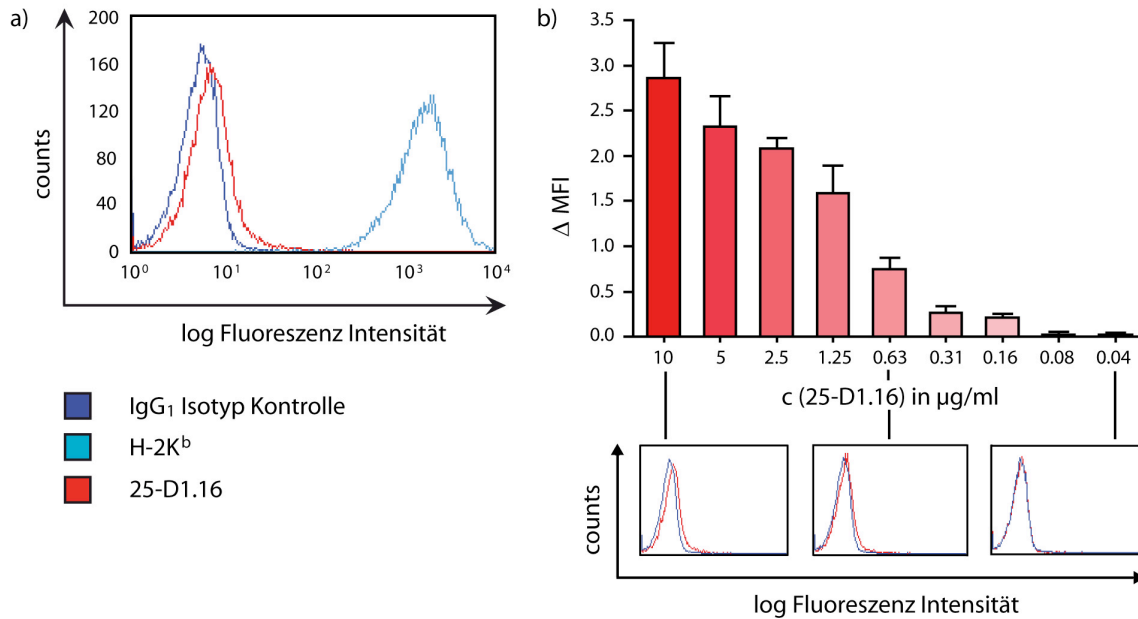 a)
200
160
120
80
40
0
counts
10⁰ 10¹ 10² 10³ 10⁴
log Fluoreszenz Intensität
IgG₁ Isotyp Kontrolle
H-2Kᵇ
25-D1.16
b)
3.5
3.0
2.5
2.0
1.5
1.0
0.5
0.0
Δ MFI
10 5 2.5 1.25 0.63 0.31 0.16 0.08 0.04
c (25-D1.16) in µg/ml
counts
log Fluoreszenz Intensität